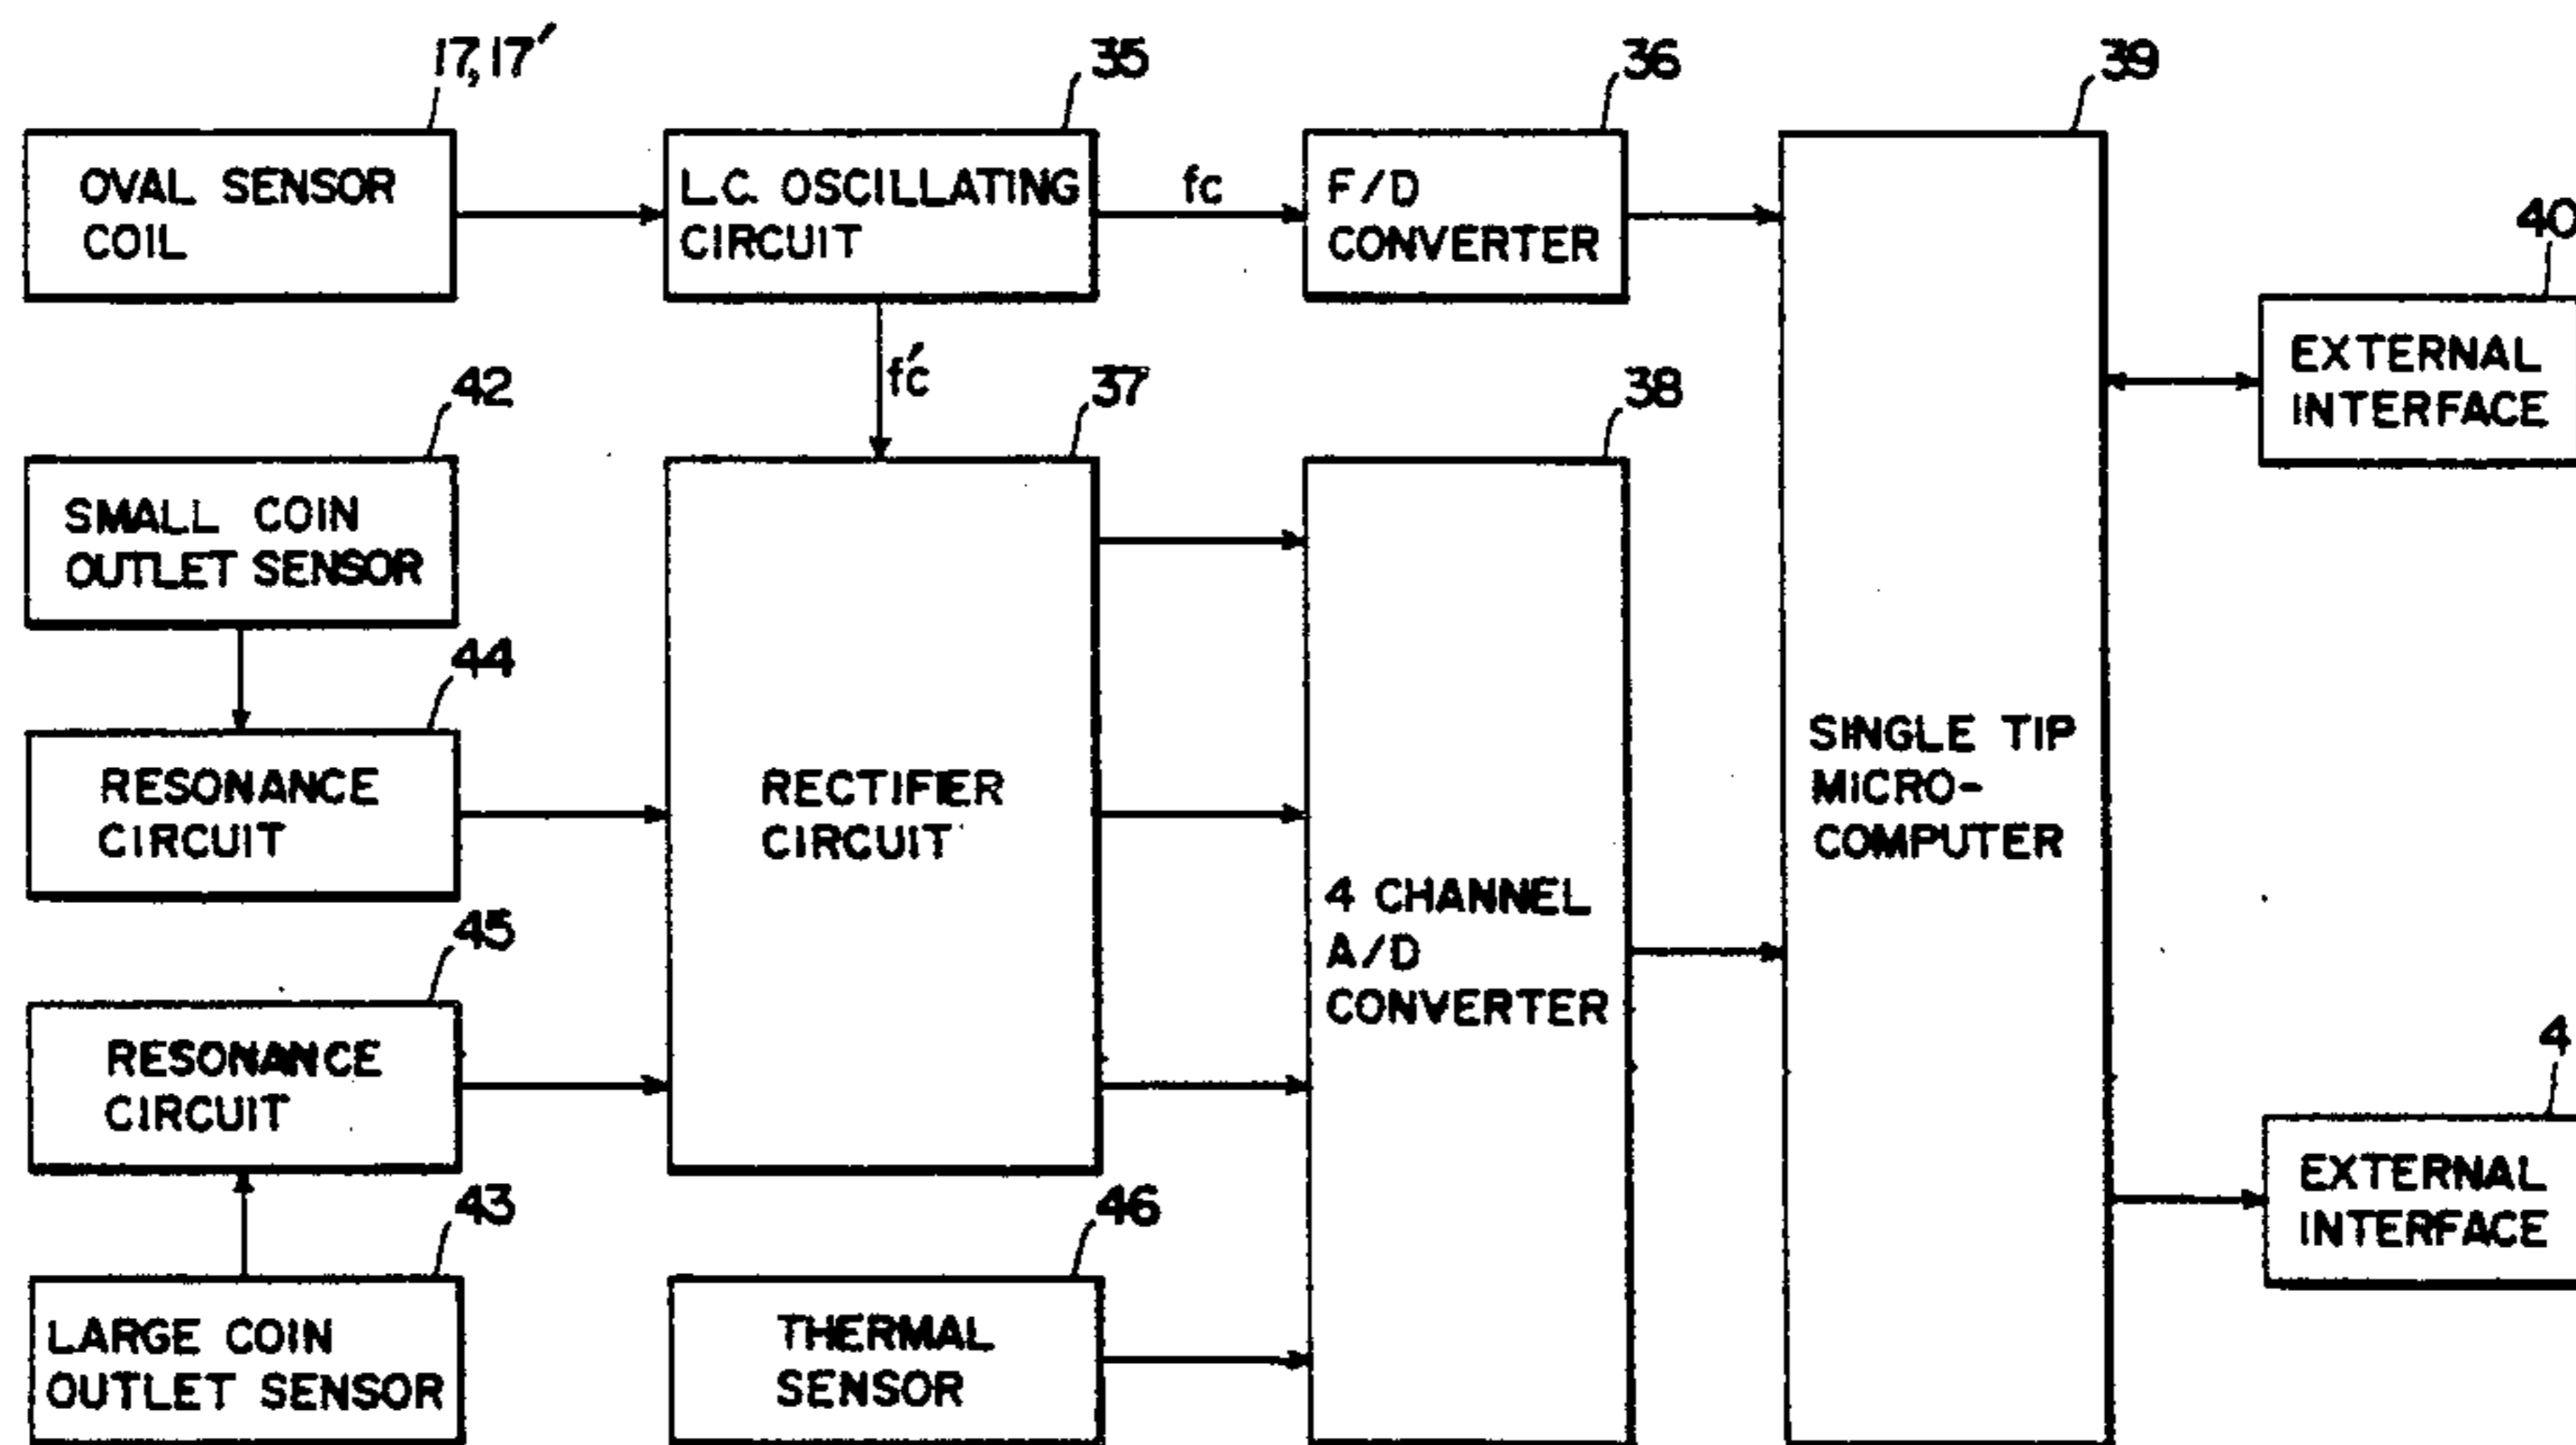 17, 17′
35
36
39
OVAL SENSOR
COIL
L.C. OSCILLATING
CIRCUIT
fc
F/D
CONVERTER
40
EXTERNAL
INTERFACE
f′c
42
37
38
SMALL COIN
OUTLET SENSOR
44
RESONANCE
CIRCUIT
RECTIFIER
CIRCUIT
SINGLE TIP
MICRO-
COMPUTER
4 CHANNEL
A/D
CONVERTER
45
RESONANCE
CIRCUIT
4
EXTERNAL
INTERFACE
43
46
LARGE COIN
OUTLET SENSOR
THERMAL
SENSOR